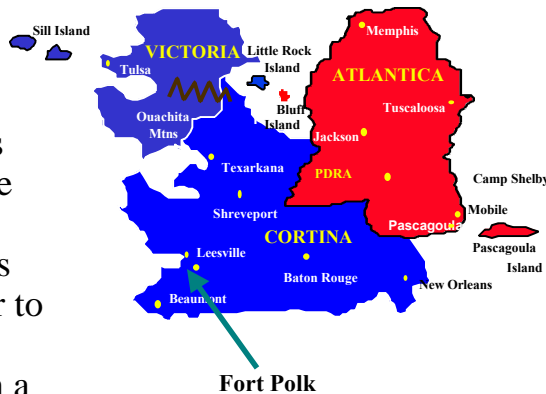 Sill Island
VICTORIA
Little Rock
Island
Memphis
Tulsa
ATLANTICA
Bluff
Island
Tuscaloosa
Ouachita
Mtns
Jackson
s
Texarkana
PDRA
e
Camp Shelby
Shreveport
Mobile
Pascagoula
CORTINA
Pascagoula
Island
Leesville
s
Baton Rouge
New Orleans
r to
Beaumont
n a
Fort Polk